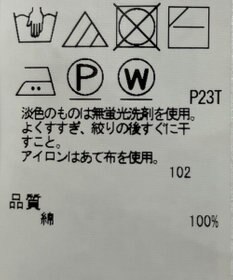 P W
P23T
淡色のものは無蛍光洗剤を使用。
よくすすぎ、絞りの後すぐに干
すこと。
アイロンはあて布を使用。
102
品質
綿 100%